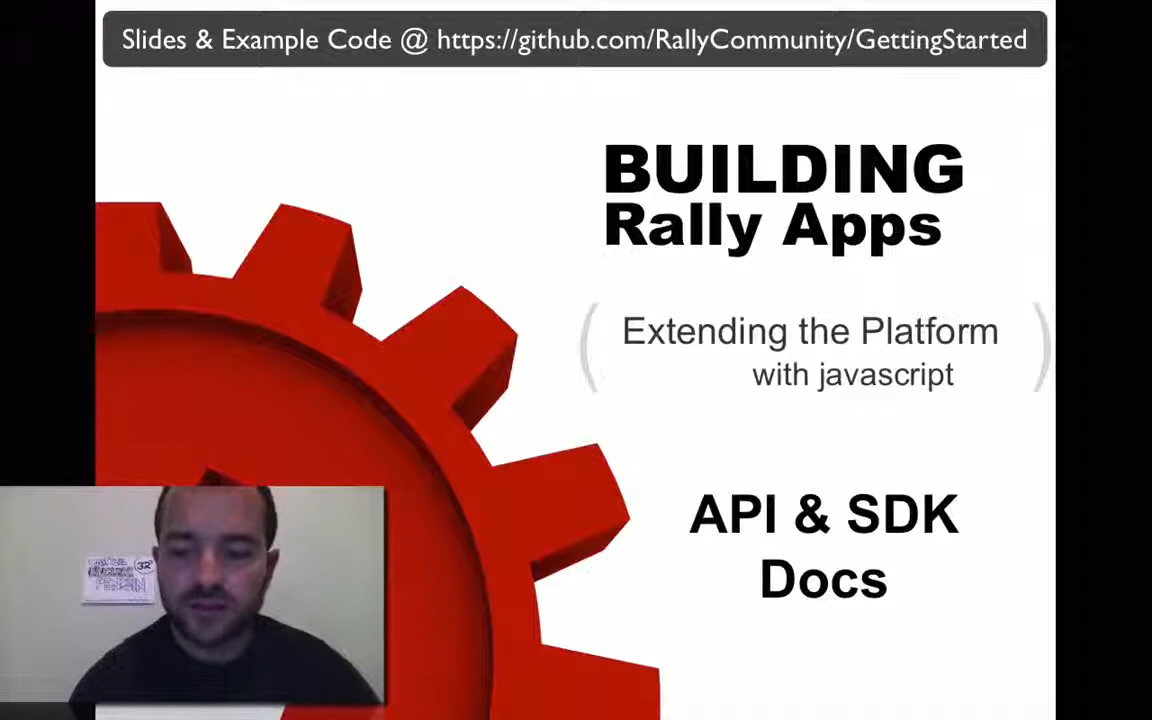 Slides & Example Code @ https://github.com/RallyCommunity/GettingStarted
BUILDING
Rally Apps
( Extending the Platform )
with javascript
API & SDK
Docs
32